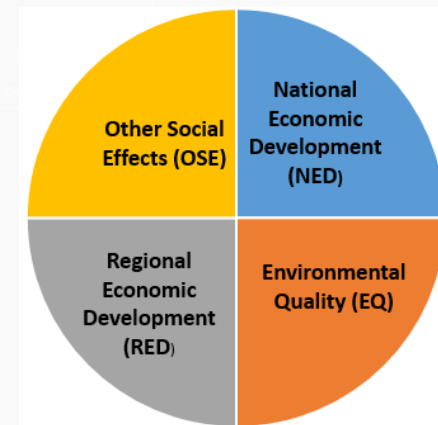 Other Social
Effects (OSE)
National
Economic
Development
(NED)
Regional
Economic
Development
(RED)
Environmental
Quality (EQ)